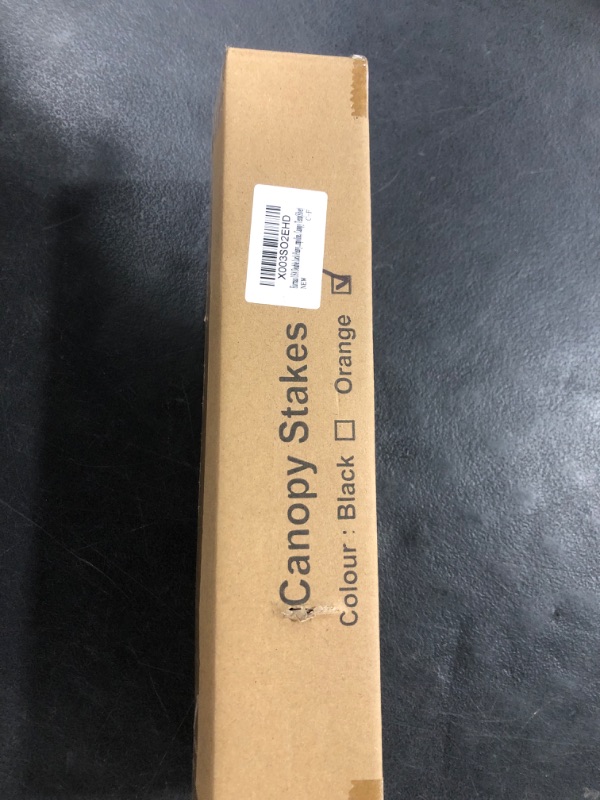 X003SO2EHD
NEW
Canopy Stakes
Colour : Black ☐ Orange ☑